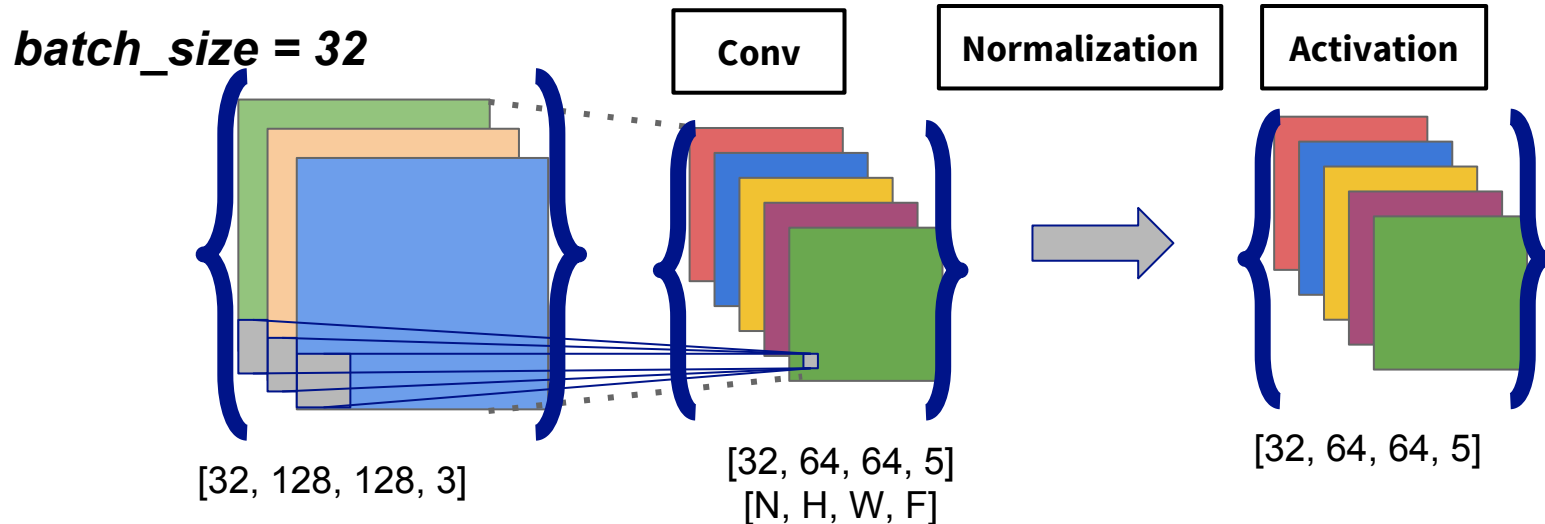 batch_size = 32
Conv
Normalization
Activation
[32, 128, 128, 3]
[32, 64, 64, 5]
[N, H, W, F]
[32, 64, 64, 5]